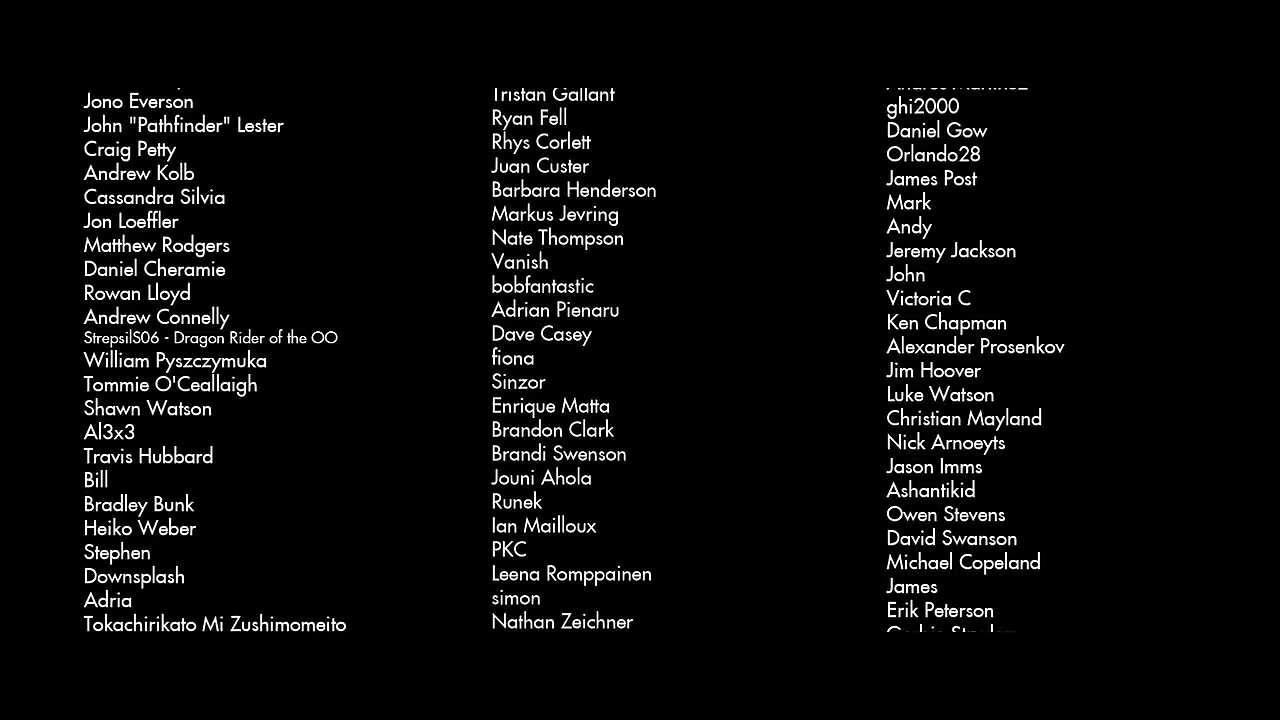 Jono Everson
John "Pathfinder" Lester
Craig Petty
Andrew Kolb
Cassandra Silvia
Jon Loeffler
Matthew Rodgers
Daniel Cheramie
Rowan Lloyd
Andrew Connelly
StrepsilS06 - Dragon Rider of the OO
William Pyszczymuka
Tommie O'Ceallaigh
Shawn Watson
Al3x3
Travis Hubbard
Bill
Bradley Bunk
Heiko Weber
Stephen
Downsplash
Adria
Tokachirikato Mi Zushimomeito
Tristan Gallant
Ryan Fell
Rhys Corlett
Juan Custer
Barbara Henderson
Markus Jevring
Nate Thompson
Vanish
bobfantastic
Adrian Pienaru
Dave Casey
fiona
Sinzor
Enrique Matta
Brandon Clark
Brandi Swenson
Jouni Ahola
Runek
Ian Mailloux
PKC
Leena Romppainen
simon
Nathan Zeichner
ghi2000
Daniel Gow
Orlando28
James Post
Mark
Andy
Jeremy Jackson
John
Victoria C
Ken Chapman
Alexander Prosenkov
Jim Hoover
Luke Watson
Christian Mayland
Nick Arnoeyts
Jason Imms
Ashantikid
Owen Stevens
David Swanson
Michael Copeland
James
Erik Peterson